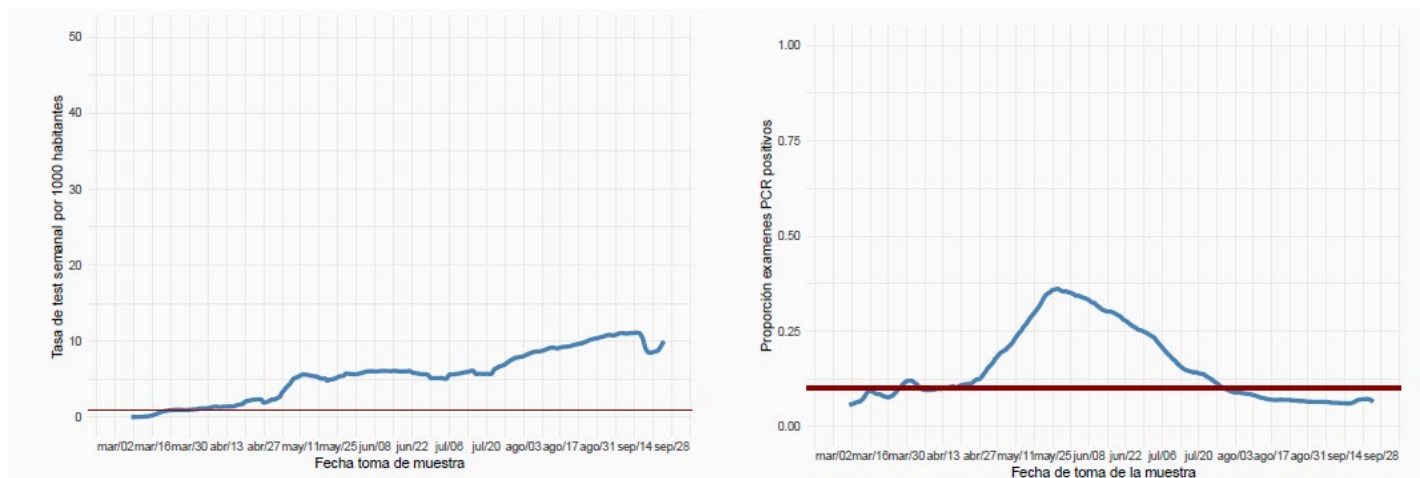 Tasa de test semanal por 1000 habitantes
50
40
30
20
10
0
mar/02 mar/16 mar/30 abr/13 abr/27 may/11 may/25 jun/08 jun/22 jul/06 jul/20 ago/03 ago/17 ago/31 sep/14 sep/28
Fecha toma de muestra
Proporción examenes PCR positivos
1.00
0.75
0.50
0.25
0.00
mar/02 mar/16 mar/30 abr/13 abr/27 may/11 may/25 jun/08 jun/22 jul/06 jul/20 ago/03 ago/17 ago/31 sep/14 sep/28
Fecha de toma de la muestra